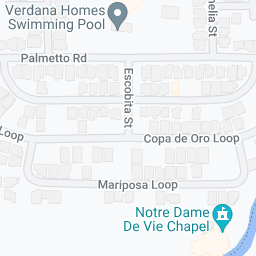 Verdana Homes
Swimming Pool
Palmetto Rd
Escobita St
Loop
Copa de Oro Loop
Mariposa Loop
Notre Dame
De Vie Chapel